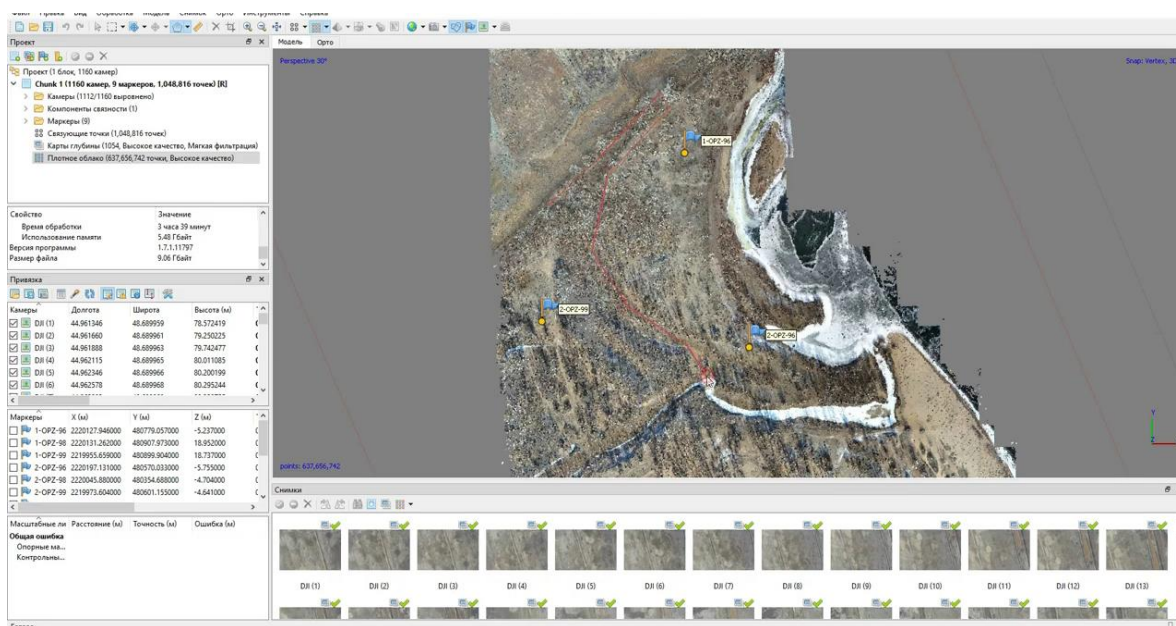 Файл Правка Вид Обработка Модель Снимок Орто Инструменты Справка
Проект
Модель Орто
Perspective 30°
Snap: Vertex, 3D
Проект (1 блок, 1160 камер)
Chunk 1 (1160 камер, 9 маркеров, 1,048,816 точек) [R]
Камеры (1112/1160 выровнено)
Компоненты связности (1)
Маркеры (9)
Связующие точки (1,048,816 точек)
Карты глубины (1054, Высокое качество, Мягкая фильтрация)
Плотное облако (637,656,742 точки, Высокое качество)
1-OPZ-96
2-OPZ-99
2-OPZ-96
Свойство Значение
Время обработки 3 часа 39 минут
Использование памяти 5.48 Гбайт
Версия программы 1.7.1.11797
Размер файла 9.06 Гбайт
Привязка
Камеры Долгота Широта Высота (м)
DJI (1) 44.961346 48.689959 78.572419
DJI (2) 44.961660 48.689961 79.250225
DJI (3) 44.961888 48.689963 79.742477
DJI (4) 44.962115 48.689965 80.011085
DJI (5) 44.962346 48.689966 80.200199
DJI (6) 44.962578 48.689968 80.295244
Маркеры X (м) Y (м) Z (м)
1-OPZ-96 2220127.946000 480779.057000 -5.237000
1-OPZ-98 2220131.262000 480907.973000 18.952000
1-OPZ-99 2219955.659000 480899.904000 18.737000
2-OPZ-96 2220197.131000 480570.033000 -5.755000
2-OPZ-98 2220045.880000 480354.688000 -4.704000
2-OPZ-99 2219973.604000 480601.155000 -4.641000
Y
Z
points: 637,656,742
Масштабные ли Расстояние (м) Точность (м) Ошибка (м)
Общая ошибка
Опорные ма...
Контрольны...
Снимки
DJI (1) DJI (2) DJI (3) DJI (4) DJI (5) DJI (6) DJI (7) DJI (8) DJI (9) DJI (10) DJI (11) DJI (12) DJI (13)